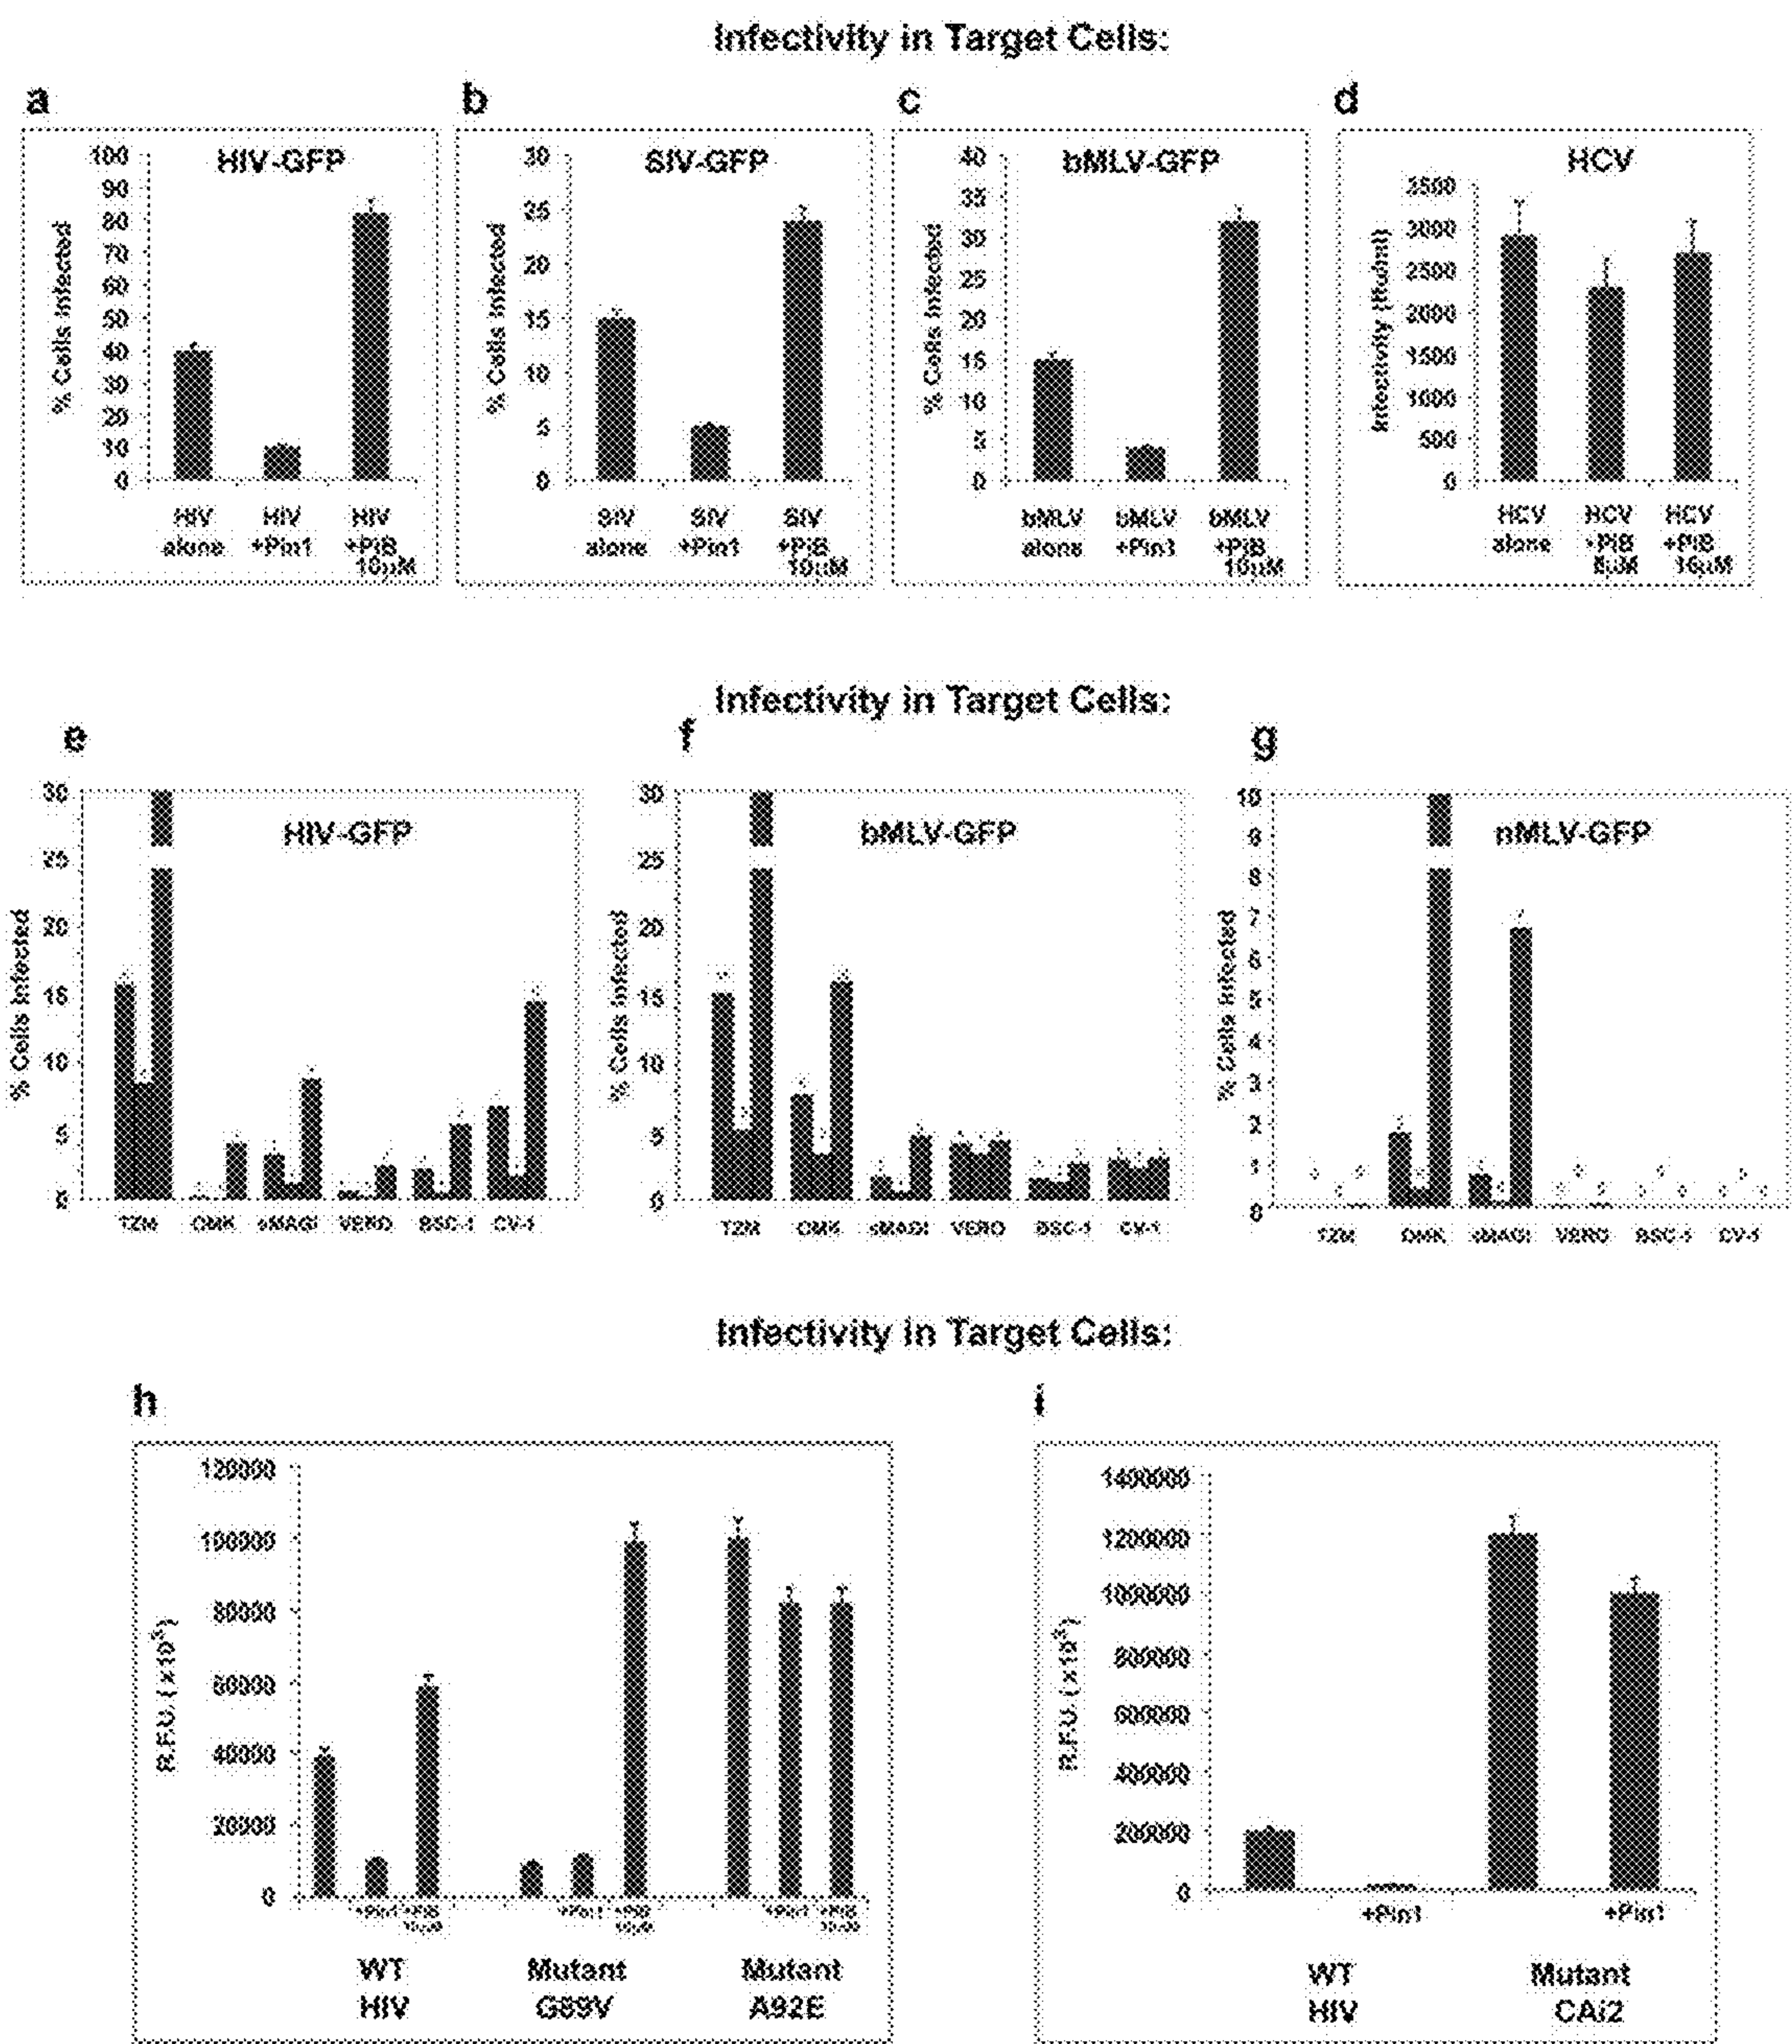 Infectivity in Target Cells:
a
HIV-GFP
% Cells Infected
100
90
80
70
60
50
40
30
20
10
0
HIV alone
HIV +Pin1
HIV +PiB 10µM
b
SIV-GFP
% Cells Infected
30
25
20
15
10
5
0
SIV alone
SIV +Pin1
SIV +PiB 10µM
c
bMLV-GFP
% Cells Infected
40
35
30
25
20
15
10
5
0
bMLV alone
bMLV +Pin1
bMLV +PiB 10µM
d
HCV
Infectivity
3500
3000
2500
2000
1500
1000
500
0
HCV alone
HCV +PiB
HCV +PiB
Infectivity in Target Cells:
e
HIV-GFP
% Cells Infected
30
25
20
15
10
5
0
TZM OMK sMAGI VERO BSC-1 CV-1
f
bMLV-GFP
% Cells Infected
30
25
20
15
10
5
0
TZM OMK sMAGI VERO BSC-1 CV-1
g
nMLV-GFP
% Cells Infected
10
9
8
7
6
5
4
3
2
1
0
TZM OMK sMAGI VERO BSC-1 CV-1
Infectivity in Target Cells:
h
R.F.U. (x10³)
120000
100000
80000
60000
40000
20000
0
+Pin1
+Pin1
+Pin1
WT HIV
Mutant G89V
Mutant A92E
i
R.F.U. (x10³)
1400000
1200000
1000000
800000
600000
400000
200000
0
+Pin1
+Pin1
WT HIV
Mutant CAi2